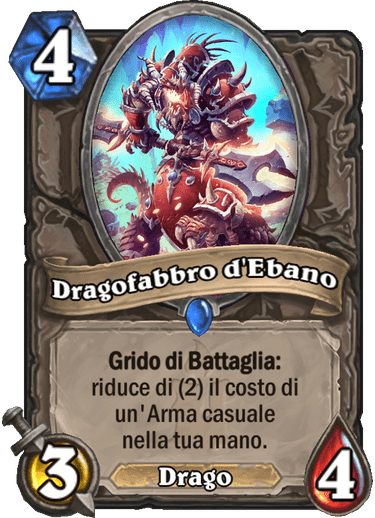 4
Dragofabbro d'Ebano
Grido di Battaglia:
riduce di (2) il costo di
un'Arma casuale
nella tua mano.
3
Drago
4